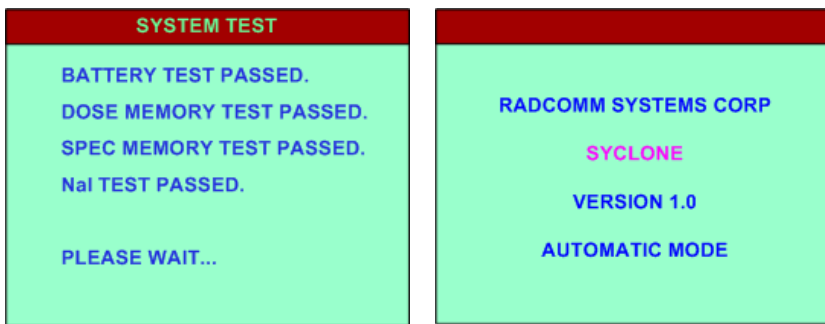 SYSTEM TEST
BATTERY TEST PASSED.
DOSE MEMORY TEST PASSED.
SPEC MEMORY TEST PASSED.
NaI TEST PASSED.
PLEASE WAIT...
RADCOMM SYSTEMS CORP
SYCLONE
VERSION 1.0
AUTOMATIC MODE